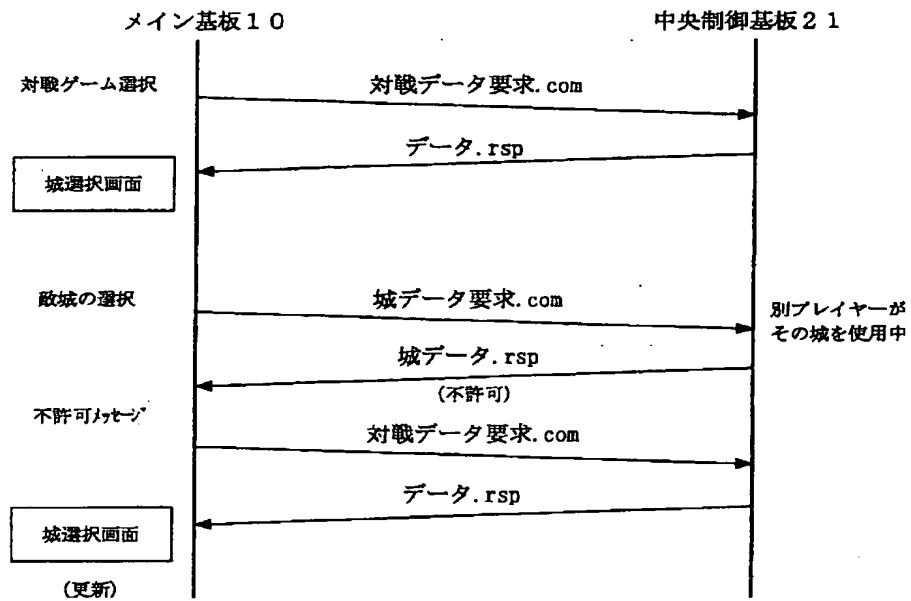 メイン基板10
中央制御基板21
対戦ゲーム選択
対戦データ要求.com
データ.rsp
城選択画面
敵城の選択
城データ要求.com
別プレイヤーが
その城を使用中
城データ.rsp
(不許可)
不許可メッセージ
対戦データ要求.com
データ.rsp
城選択画面
(更新)